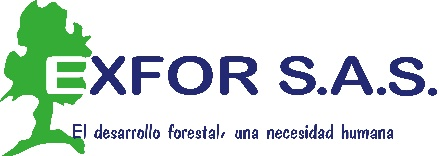 EXFOR S.A.S.
El desarrollo forestal, una necesidad humana